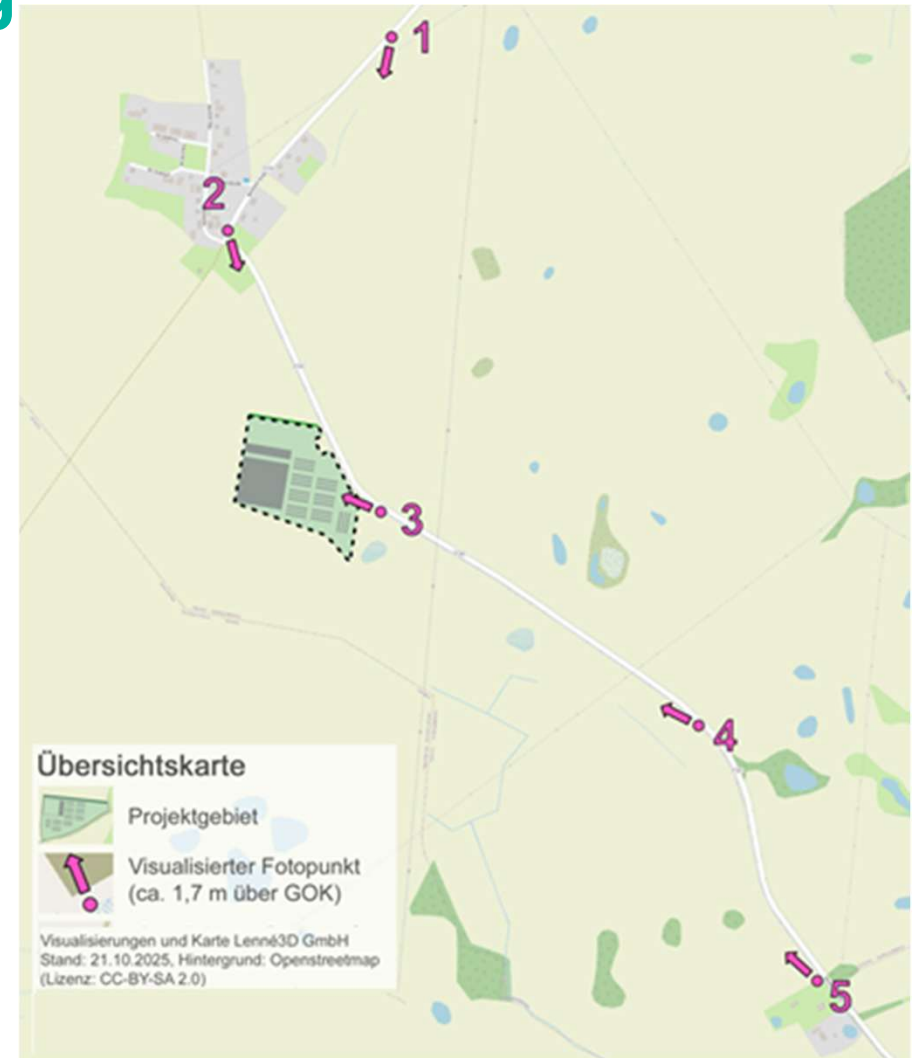 1
2
3
4
5
Übersichtskarte
Projektgebiet
Visualisierter Fotopunkt
(ca. 1,7 m über GOK)
Visualisierungen und Karte Lenné3D GmbH
Stand: 21.10.2025, Hintergrund: Openstreetmap
(Lizenz: CC-BY-SA 2.0)